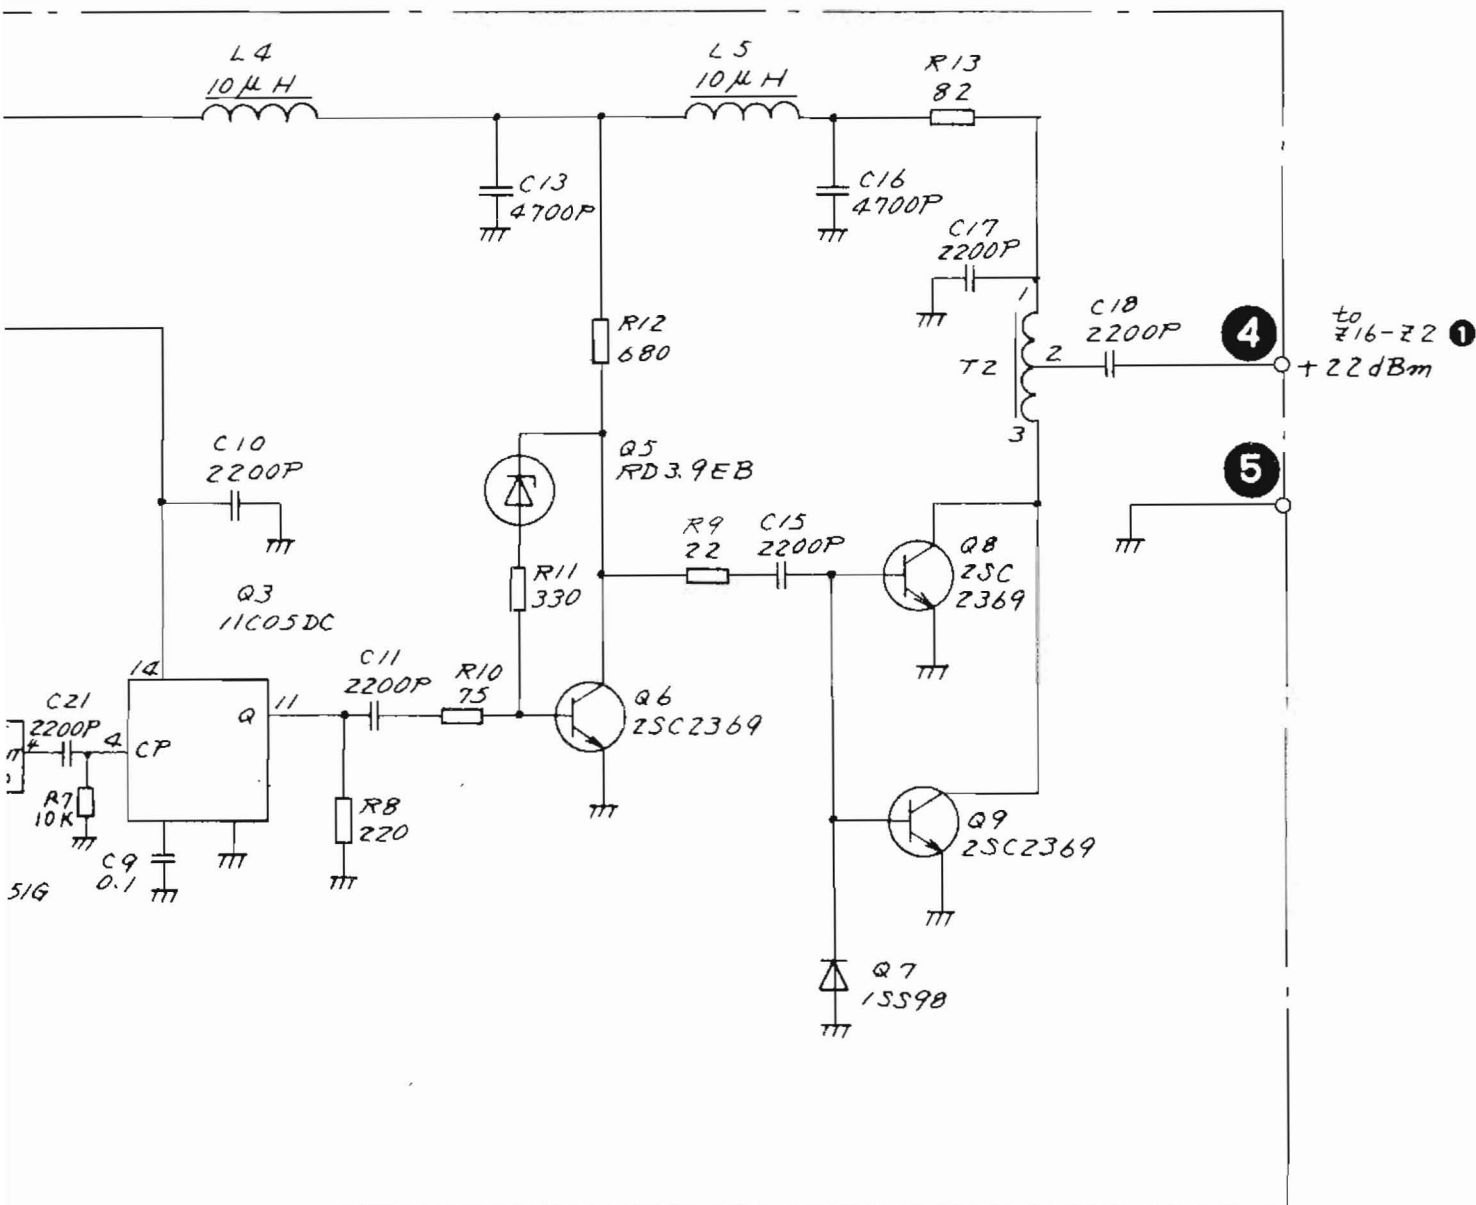 L4
10μH
L5
10μH
R13
82
C13
4700P
C16
4700P
C17
2200P
R12
680
1
T2
2
3
C18
2200P
4
to
Z16-Z2 1
+22dBm
5
C10
2200P
Q5
RD3.9EB
R11
330
R9
22
C15
2200P
Q8
2SC
2369
Q3
11C05DC
14
C11
2200P
R10
75
Q6
2SC2369
C21
2200P
4
4
CP
Q
11
R7
10K
C9
0.1
R8
220
Q9
2SC2369
51G
Q7
1SS98